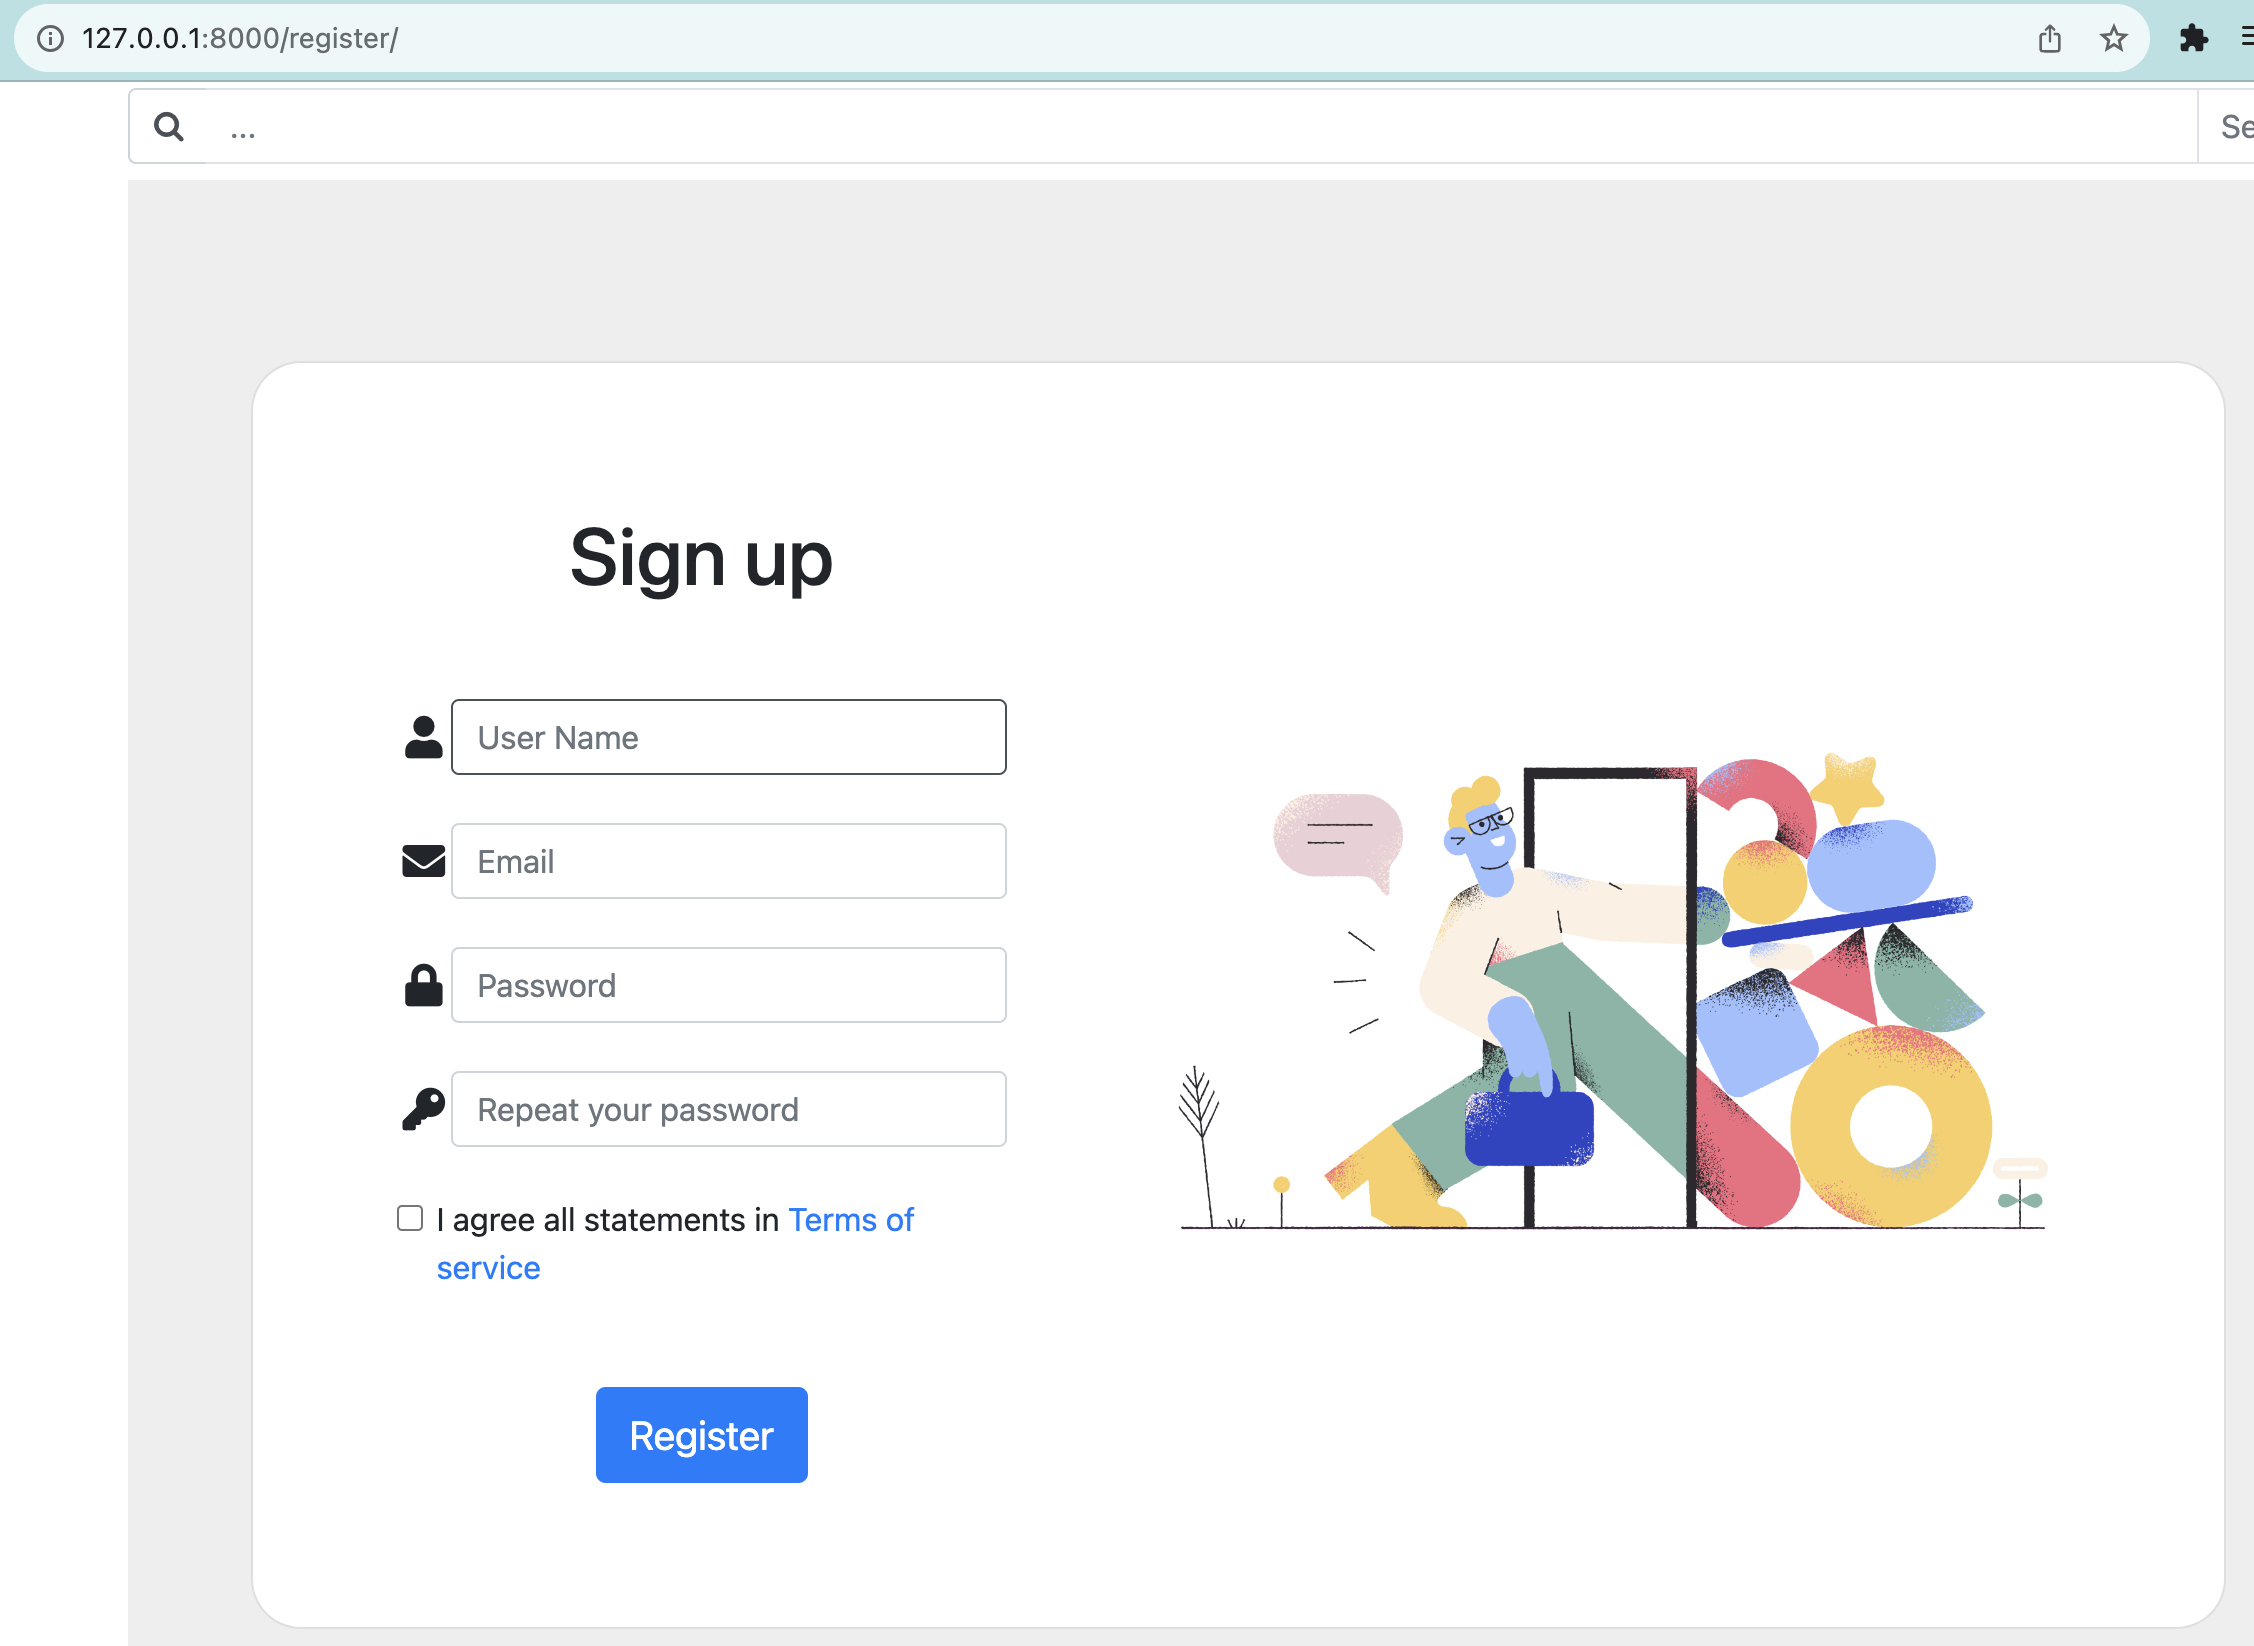 127.0.0.1:8000/register/
...
Se
Sign up
User Name
Email
Password
Repeat your password
I agree all statements in Terms of
service
Register